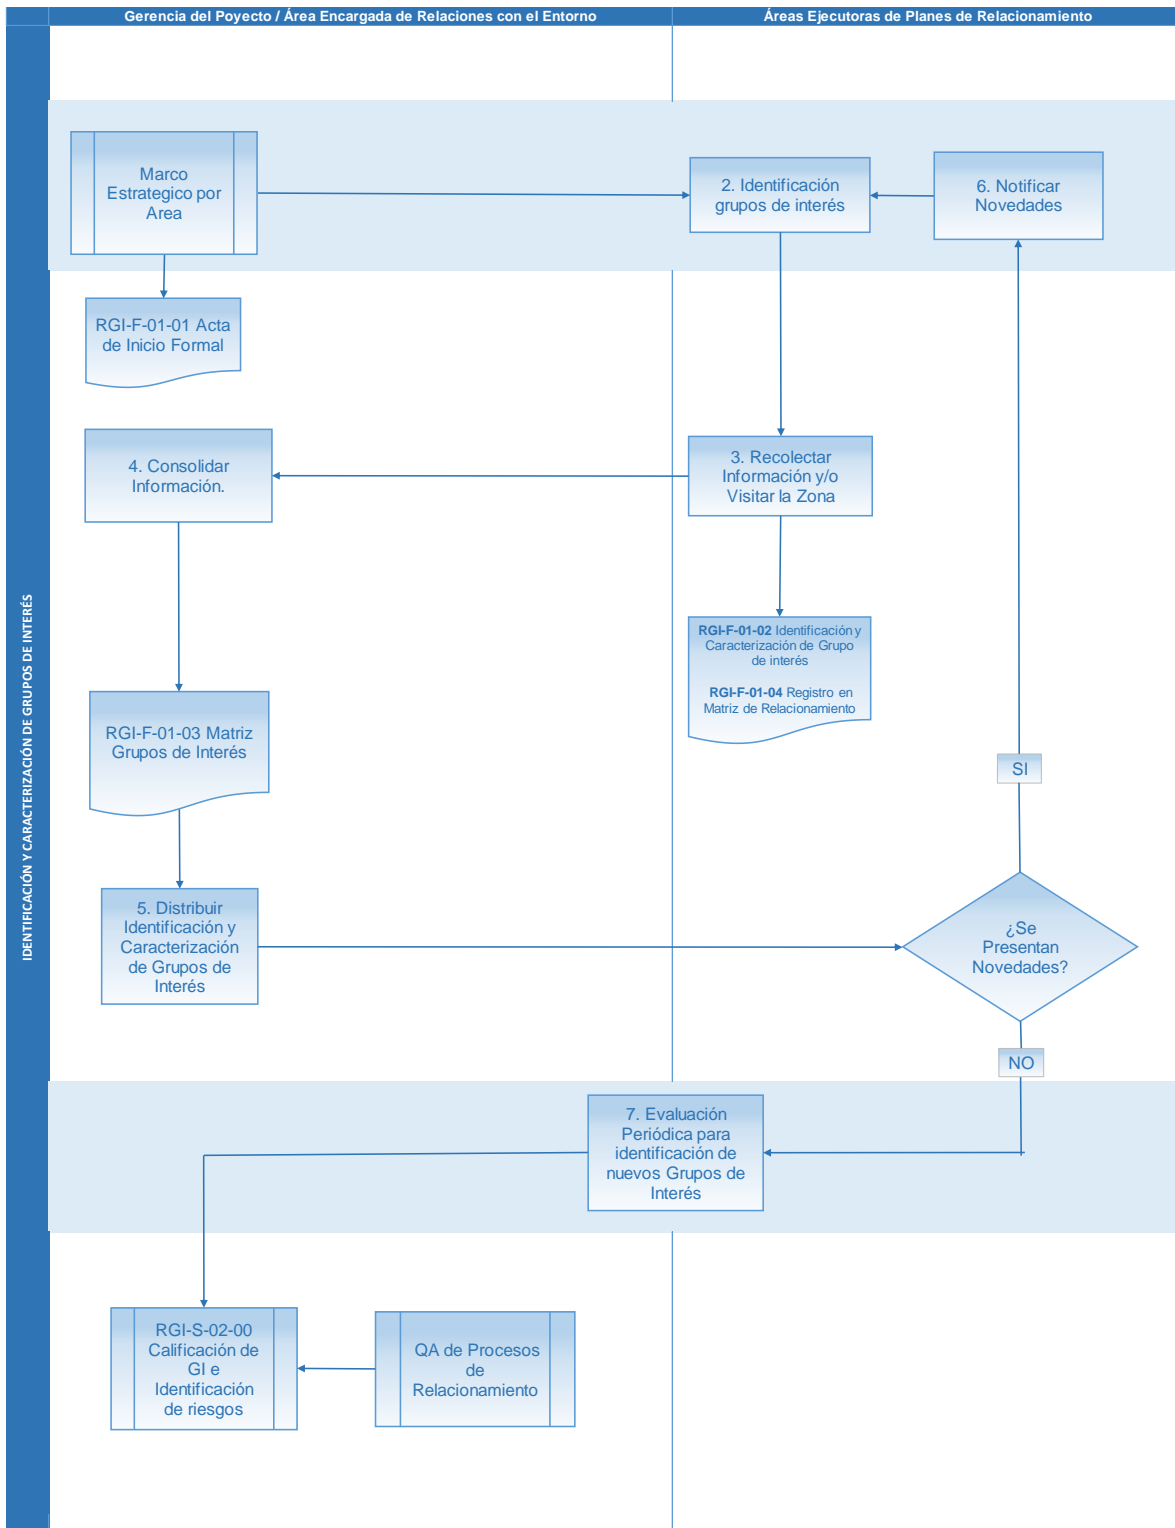 Gerencia del Poyecto / Área Encargada de Relaciones con el Entorno
Áreas Ejecutoras de Planes de Relacionamiento
IDENTIFICACIÓN Y CARACTERIZACIÓN DE GRUPOS DE INTERÉS
Marco
Estrategico por
Area
2. Identificación
grupos de interés
6. Notificar
Novedades
RGI-F-01-01 Acta
de Inicio Formal
4. Consolidar
Información.
3. Recolectar
Información y/o
Visitar la Zona
RGI-F-01-02 Identificación y
Caracterización de Grupo
de interés
RGI-F-01-04 Registro en
Matriz de Relacionamiento
RGI-F-01-03 Matriz
Grupos de Interés
SI
5. Distribuir
Identificación y
Caracterización
de Grupos de
Interés
¿Se
Presentan
Novedades?
NO
7. Evaluación
Periódica para
identificación de
nuevos Grupos de
Interés
RGI-S-02-00
Calificación de
GI e
Identificación
de riesgos
QA de Procesos
de
Relacionamiento